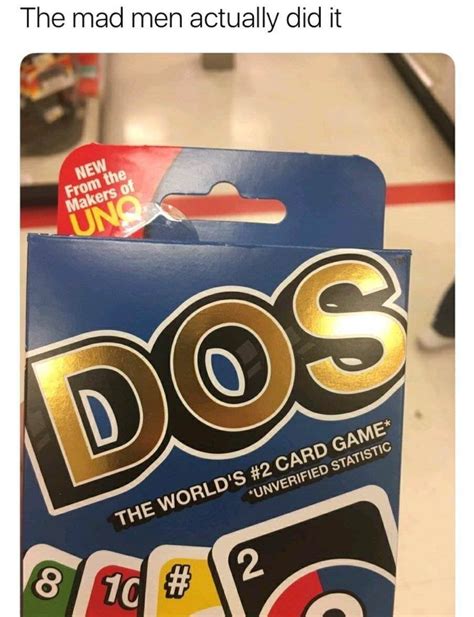 The mad men actually did it
NEW
From the
Makers of
UNO
DOS
THE WORLD'S #2 CARD GAME*
*UNVERIFIED STATISTIC
8
10
#
2